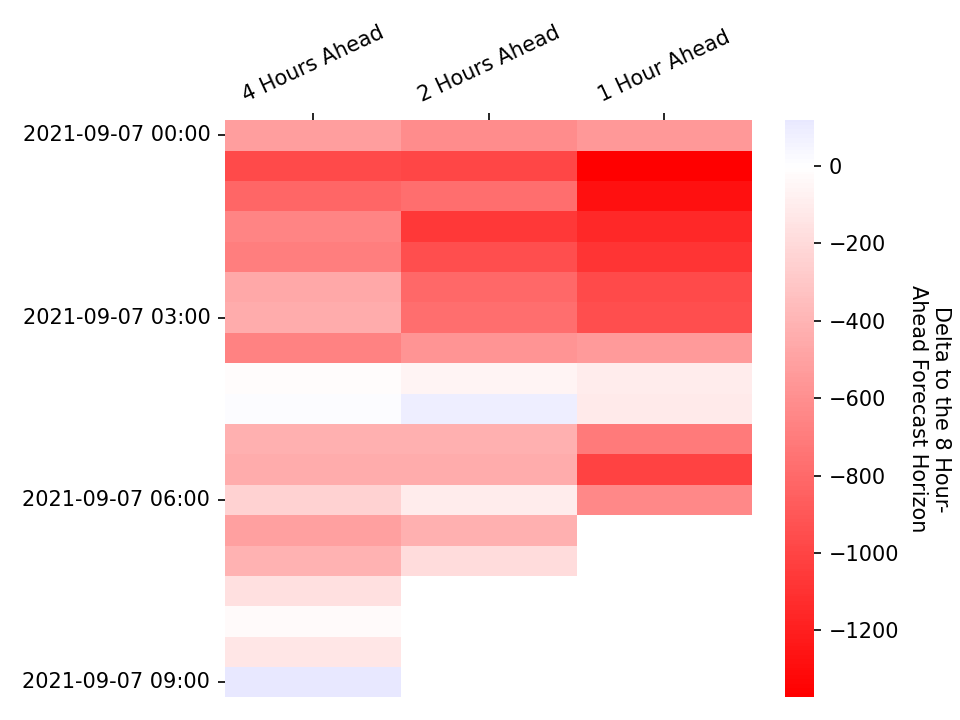 4 Hours Ahead
2 Hours Ahead
1 Hour Ahead
2021-09-07 00:00
2021-09-07 03:00
2021-09-07 06:00
2021-09-07 09:00
0
−200
−400
−600
−800
−1000
−1200
Delta to the 8 Hour-
Ahead Forecast Horizon